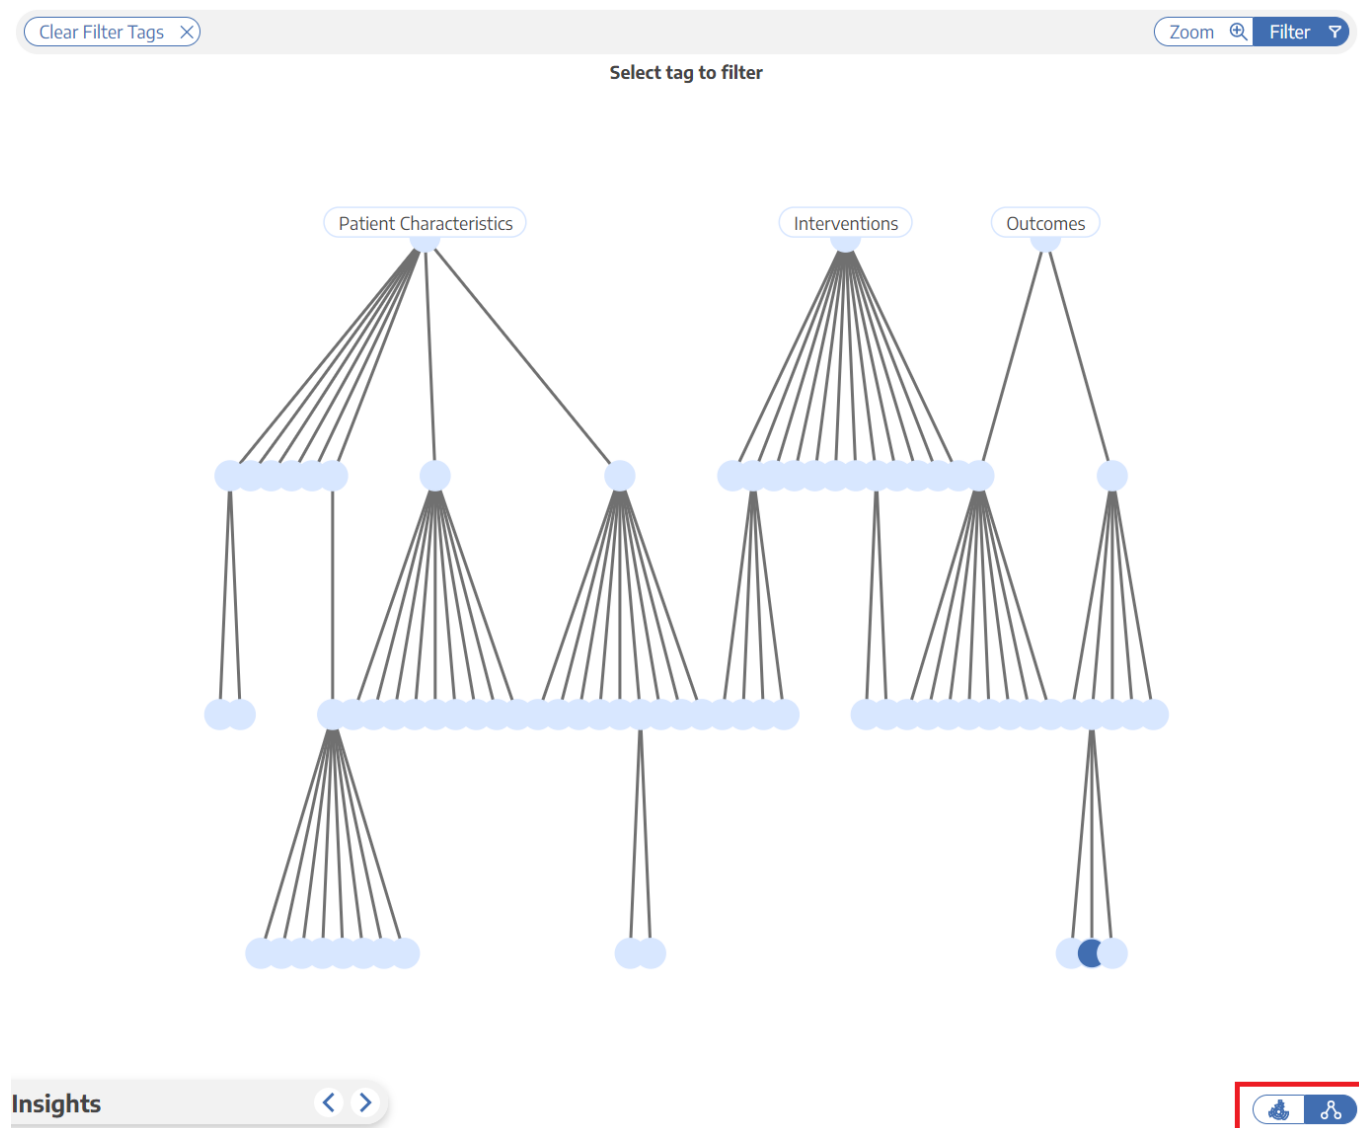 Clear Filter Tags
Zoom
Filter
Select tag to filter
Patient Characteristics
Interventions
Outcomes
Insights